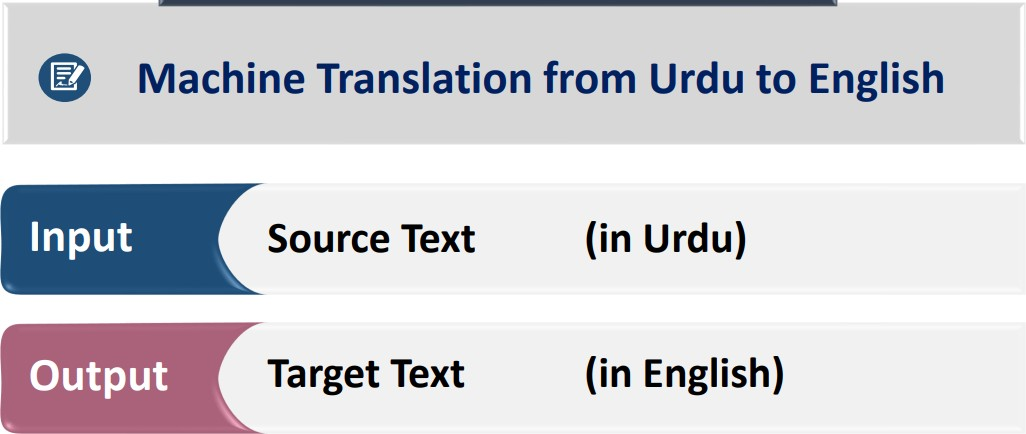 Machine Translation from Urdu to English
Input Source Text (in Urdu)
Output Target Text (in English)